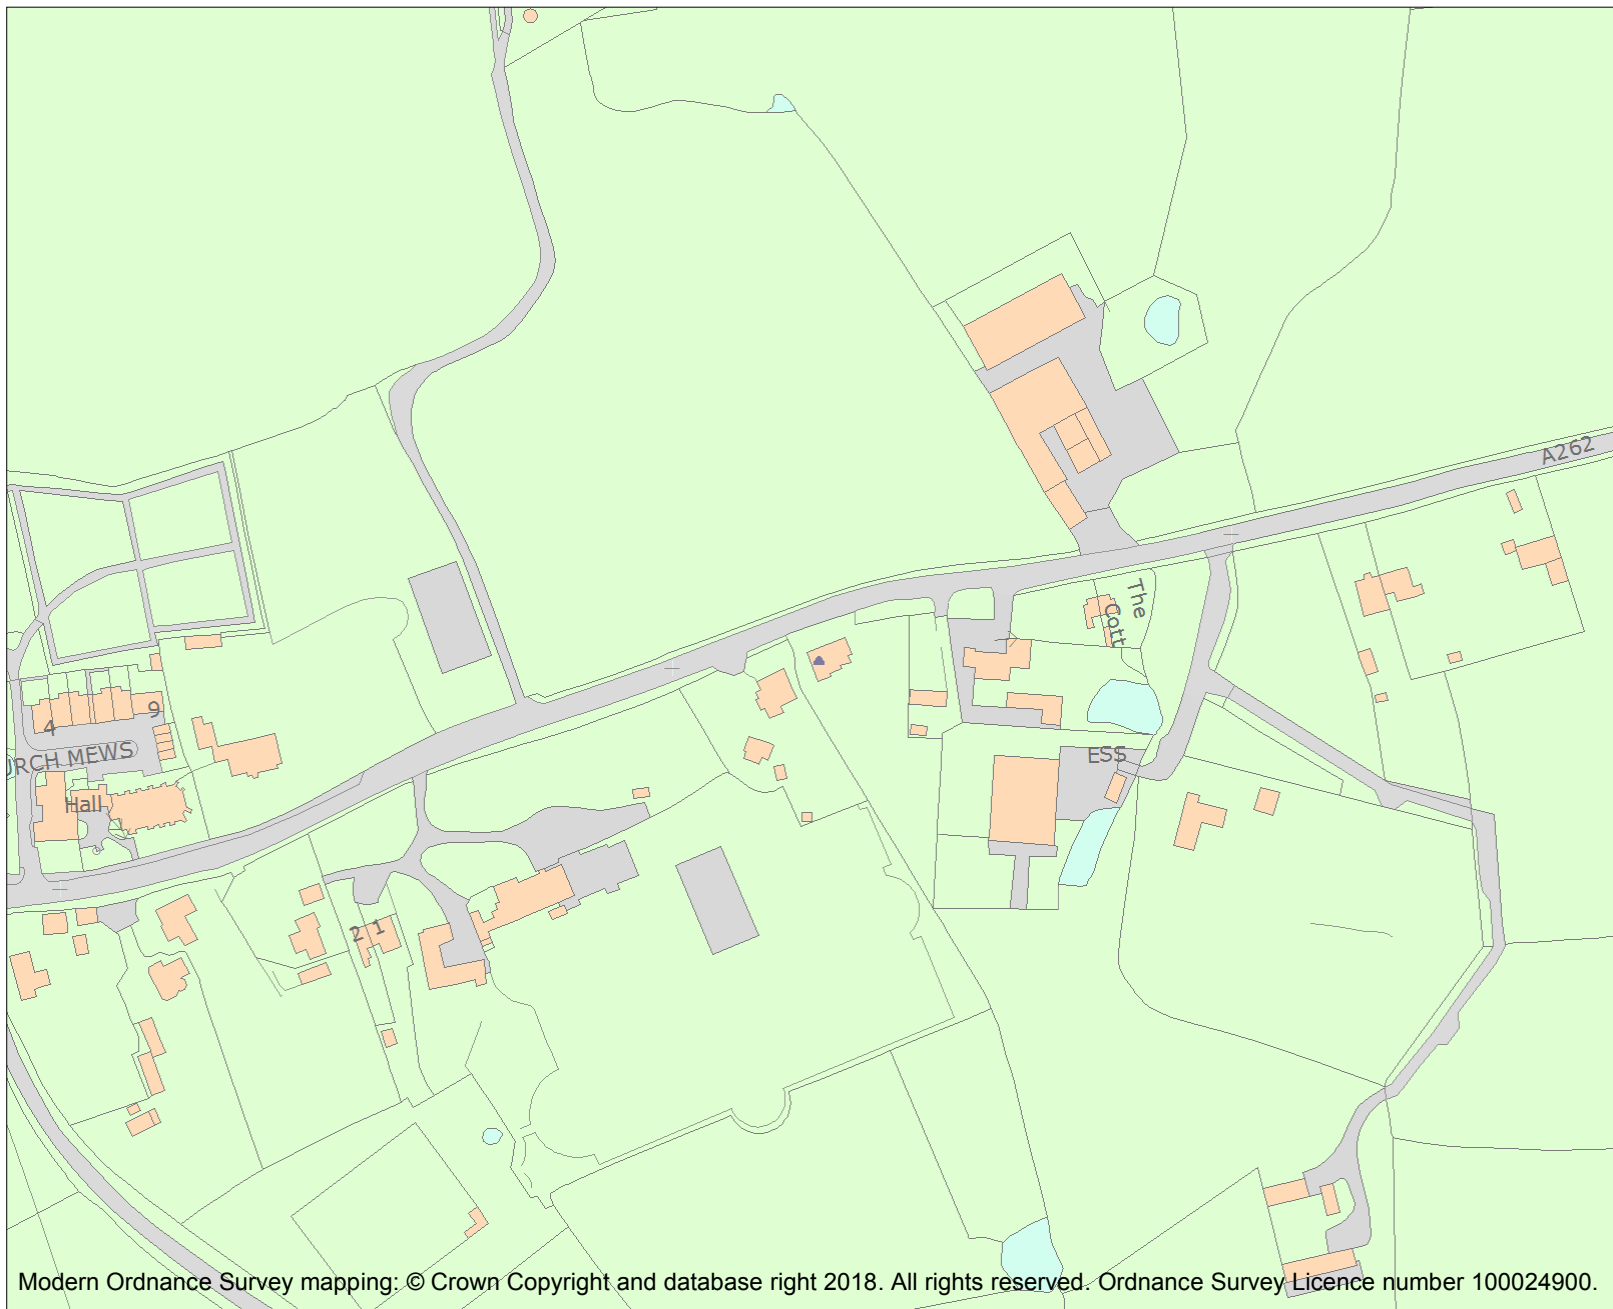 A262
The
Cott
9
4
URCH MEWS
ESS
Hall
2 1
Modern Ordnance Survey mapping: © Crown Copyright and database right 2018. All rights reserved. Ordnance Survey Licence number 100024900.